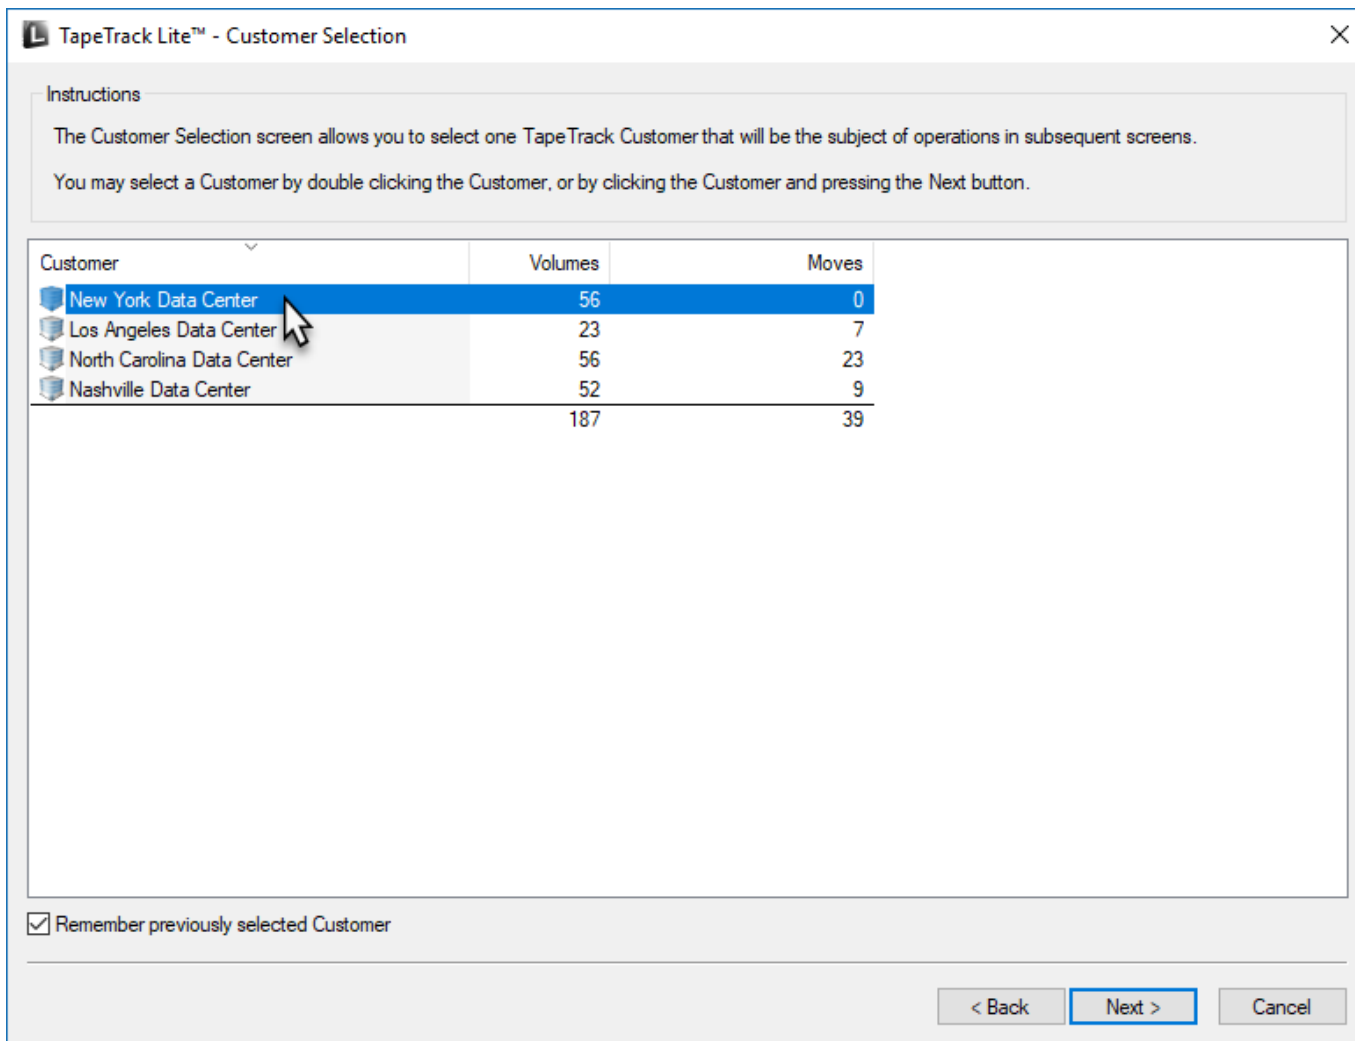 TapeTrack Lite™ - Customer Selection
Instructions
The Customer Selection screen allows you to select one TapeTrack Customer that will be the subject of operations in subsequent screens.
You may select a Customer by double clicking the Customer, or by clicking the Customer and pressing the Next button.
Customer Volumes Moves
New York Data Center 56 0
Los Angeles Data Center 23 7
North Carolina Data Center 56 23
Nashville Data Center 52 9
187 39
Remember previously selected Customer
< Back Next > Cancel